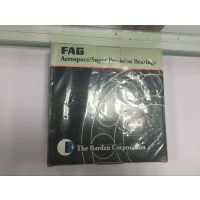 FAG
Aerospace/Super Precision Bearings
The Barden Corporation